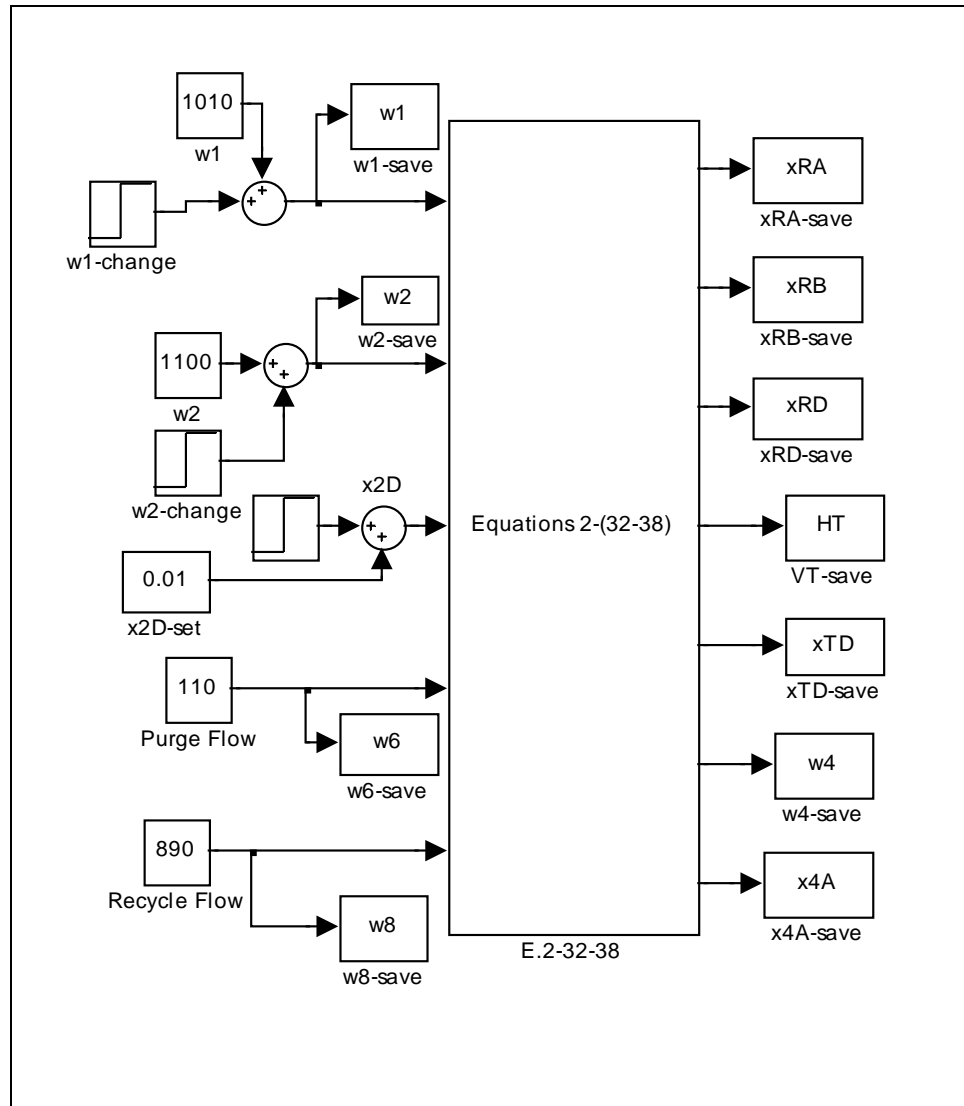 1010
w1
w1
w1-save
+
+
w1-change
w2
w2-save
1100
w2
+
+
w2-change
x2D
+
+
0.01
x2D-set
110
Purge Flow
w6
w6-save
890
Recycle Flow
w8
w8-save
Equations 2-(32-38)
E.2-32-38
xRA
xRA-save
xRB
xRB-save
xRD
xRD-save
HT
VT-save
xTD
xTD-save
w4
w4-save
x4A
x4A-save